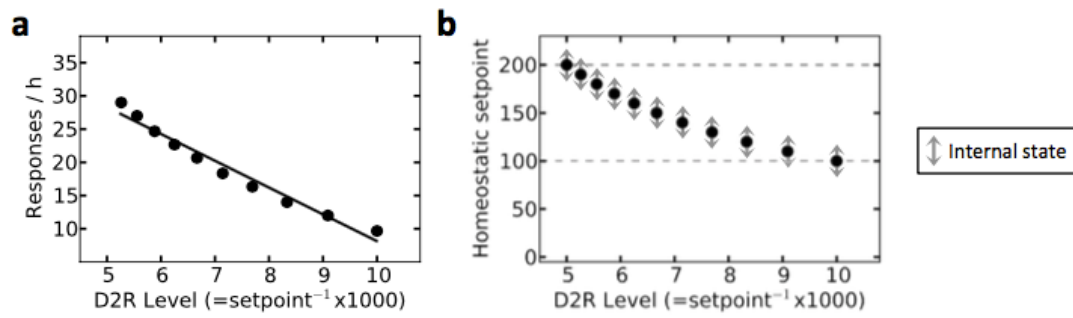 a
Responses / h
35
30
25
20
15
10
5 6 7 8 9 10
D2R Level (=setpoint⁻¹ x1000)
b
Homeostatic setpoint
200
150
100
50
0
5 6 7 8 9 10
D2R Level (=setpoint⁻¹ x1000)
Internal state